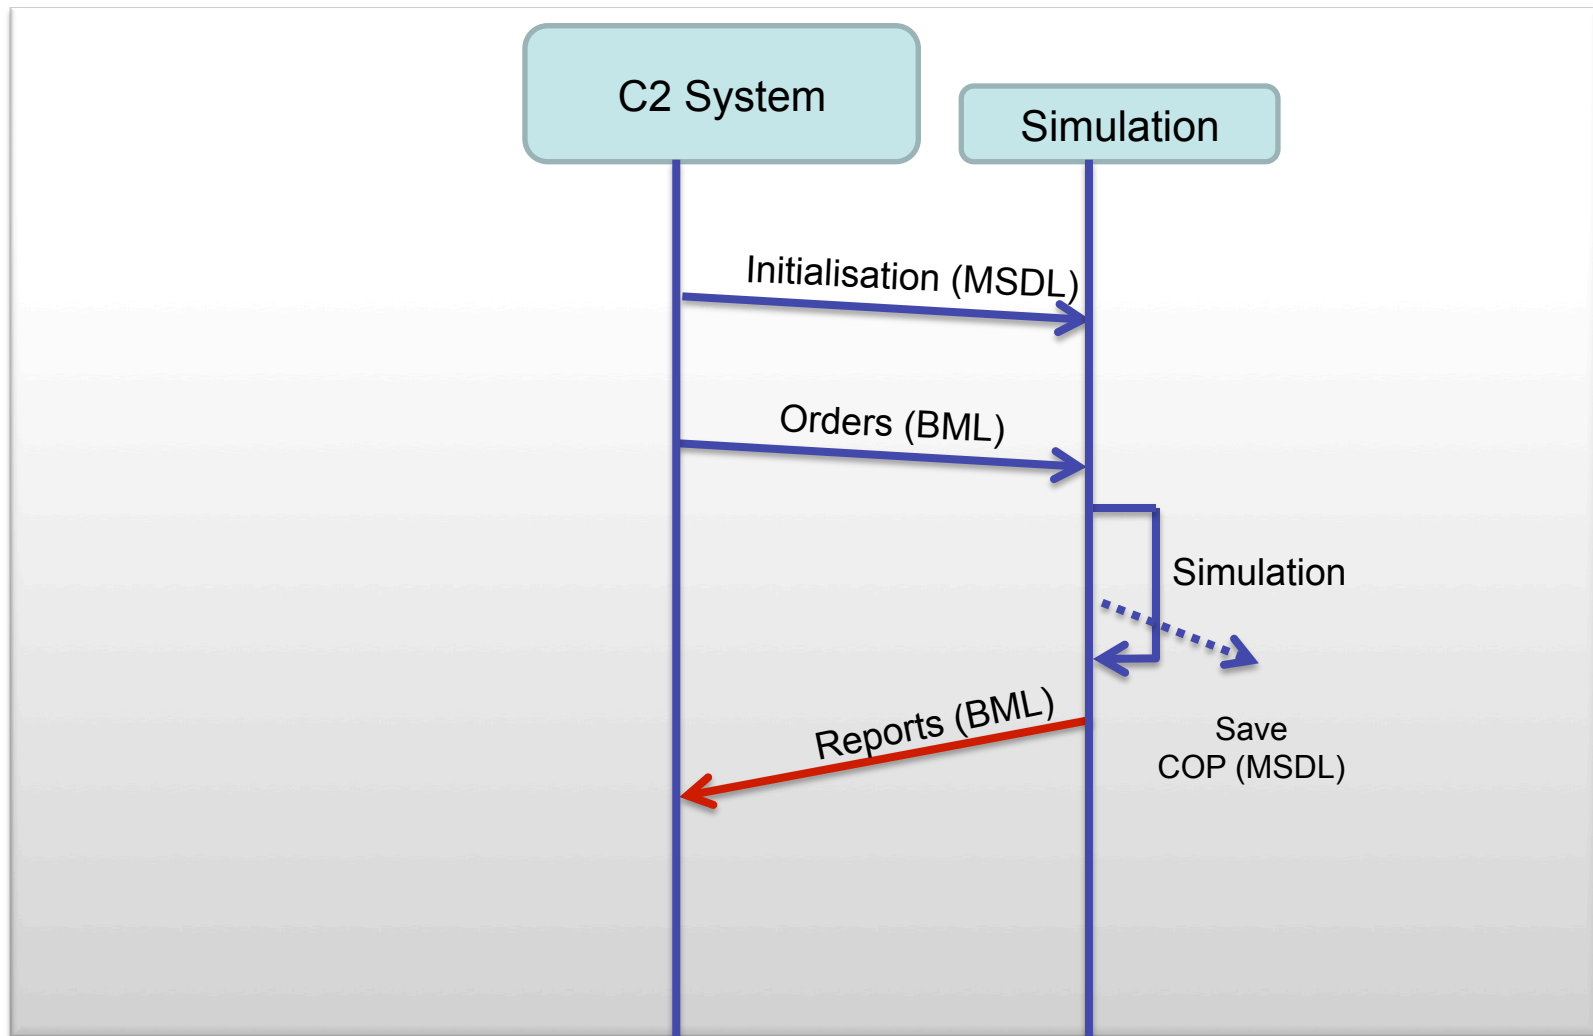 C2 System
Simulation
Initialisation (MSDL)
Orders (BML)
Simulation
Reports (BML)
Save
COP (MSDL)